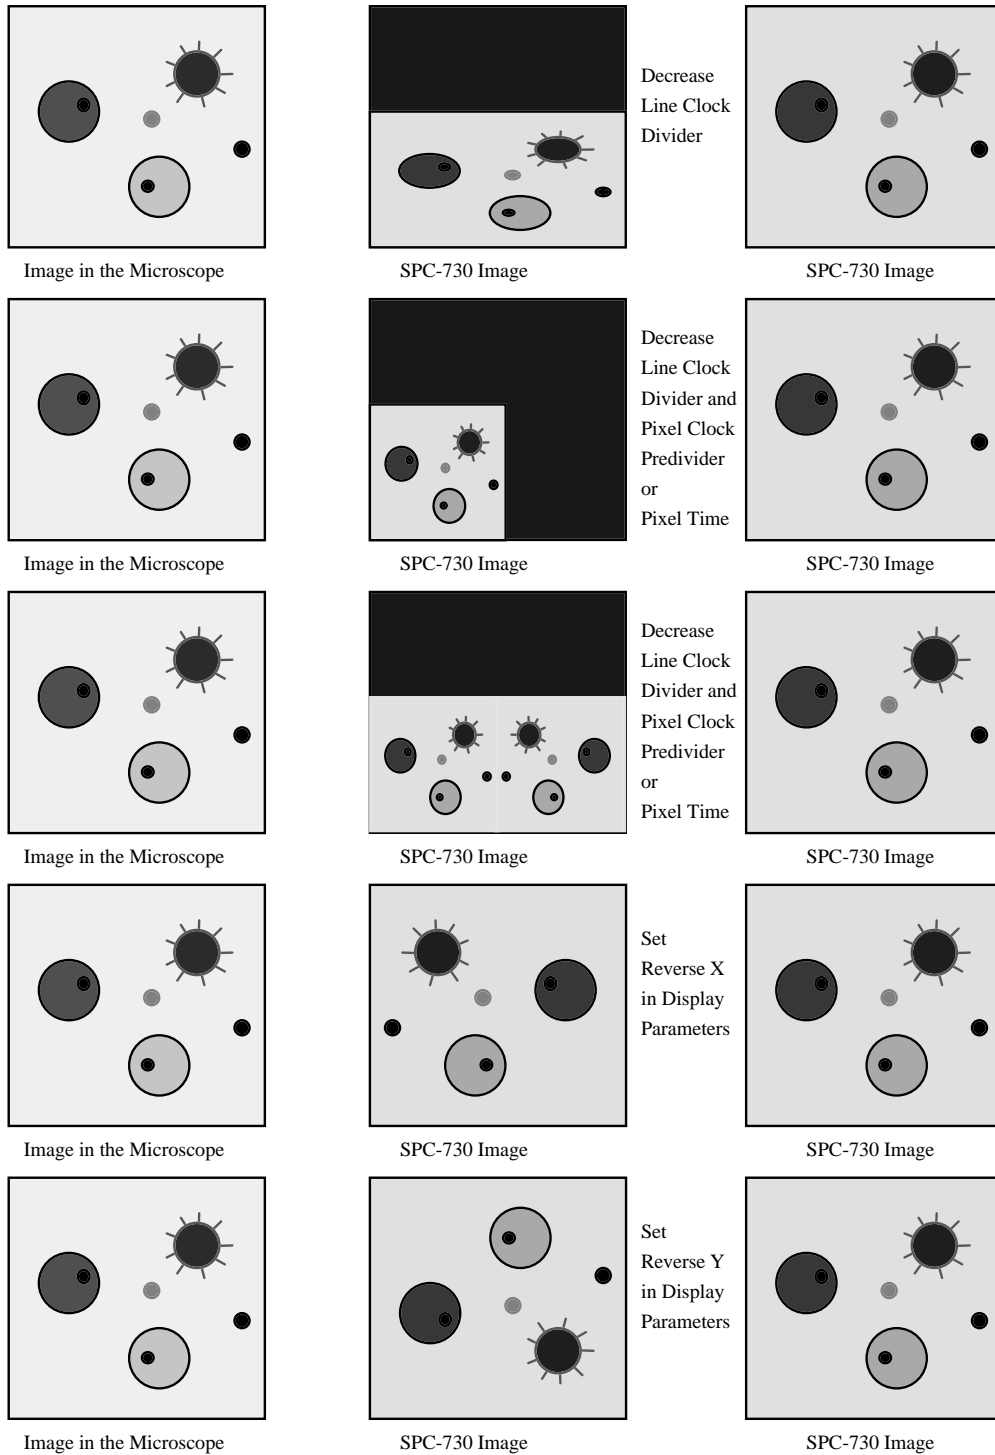 Decrease
Line Clock
Divider
Image in the Microscope
SPC-730 Image
SPC-730 Image
Decrease
Line Clock
Divider and
Pixel Clock
Predivider
or
Pixel Time
Image in the Microscope
SPC-730 Image
SPC-730 Image
Decrease
Line Clock
Divider and
Pixel Clock
Predivider
or
Pixel Time
Image in the Microscope
SPC-730 Image
SPC-730 Image
Set
Reverse X
in Display
Parameters
Image in the Microscope
SPC-730 Image
SPC-730 Image
Set
Reverse Y
in Display
Parameters
Image in the Microscope
SPC-730 Image
SPC-730 Image